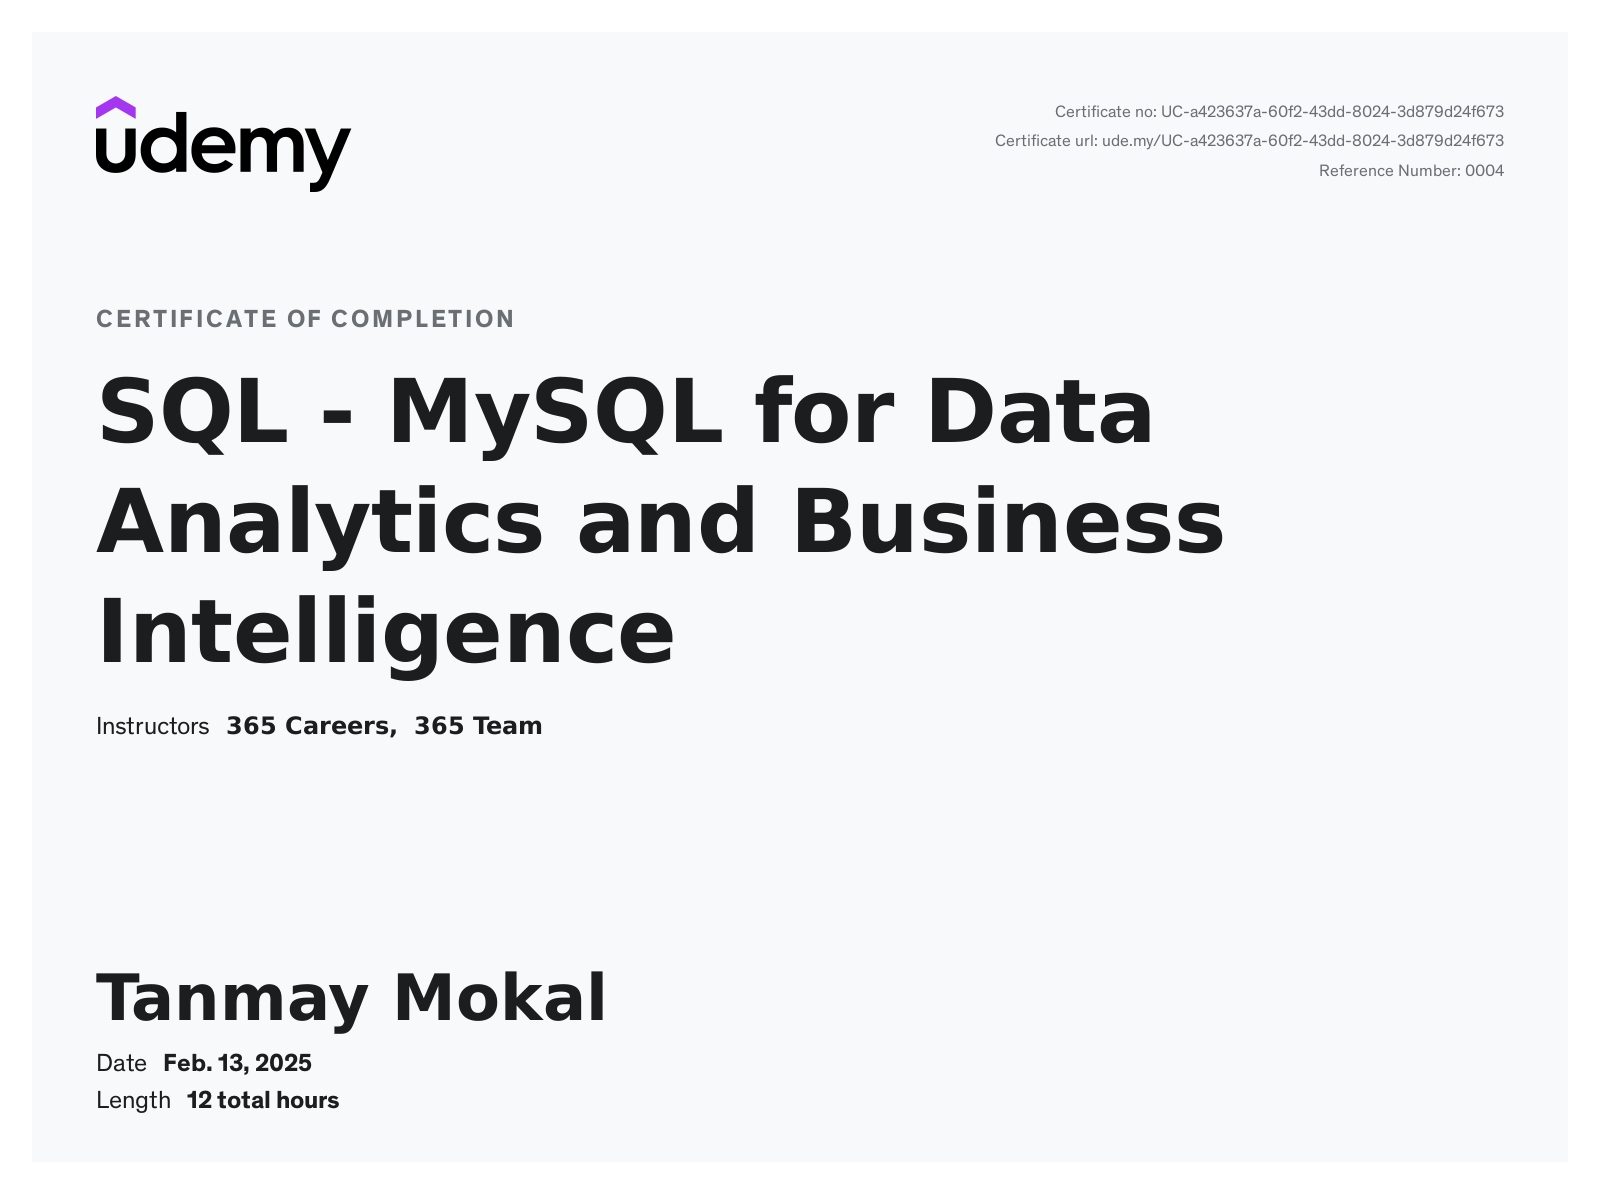 udemy
Certificate no: UC-a423637a-60f2-43dd-8024-3d879d24f673
Certificate url: ude.my/UC-a423637a-60f2-43dd-8024-3d879d24f673
Reference Number: 0004
CERTIFICATE OF COMPLETION
SQL - MySQL for Data
Analytics and Business
Intelligence
Instructors 365 Careers, 365 Team
Tanmay Mokal
Date Feb. 13, 2025
Length 12 total hours